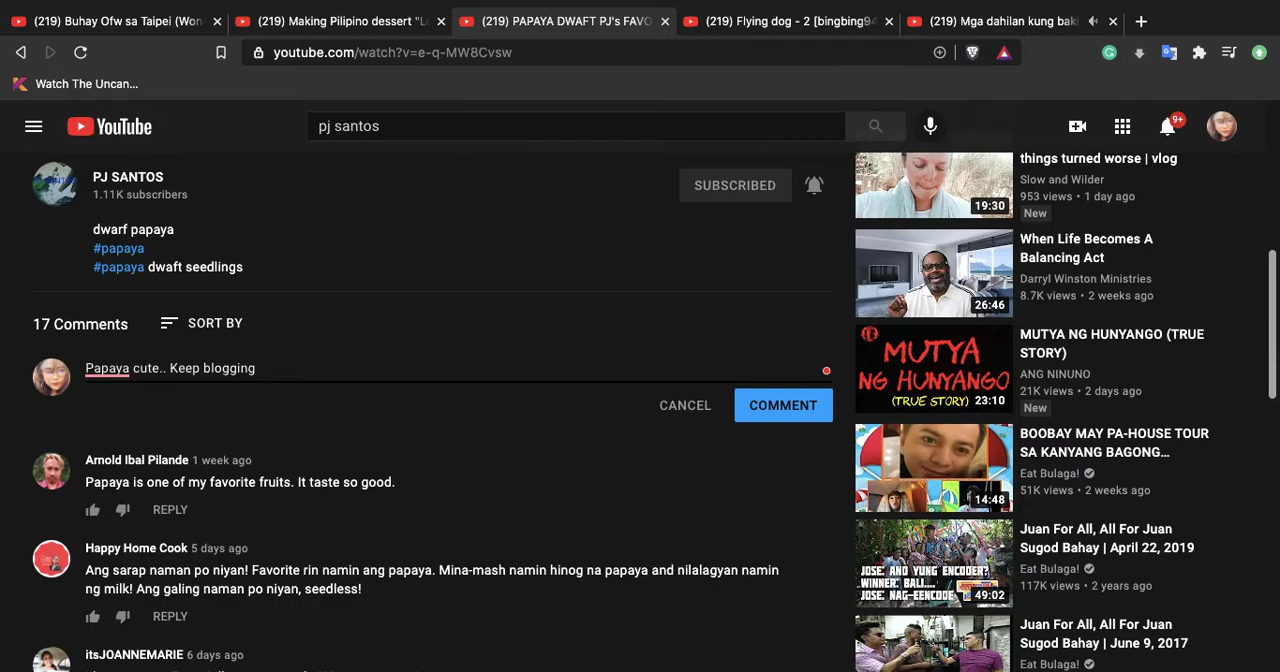 (219) Buhay Ofw sa Taipei (Won
(219) Making Pilipino dessert "Le
(219) PAPAYA DWAFT PJ's FAVO
(219) Flying dog - 2 [bingbing94
(219) Mga dahilan kung baki
youtube.com/watch?v=e-q-MW8Cvsw
Watch The Uncan...
YouTube
pj santos
9+
PJ SANTOS
1.11K subscribers
SUBSCRIBED
dwarf papaya
#papaya
#papaya dwaft seedlings
17 Comments
SORT BY
Papaya cute.. Keep blogging
CANCEL
COMMENT
Arnold Ibal Pilande 1 week ago
Papaya is one of my favorite fruits. It taste so good.
REPLY
Happy Home Cook 5 days ago
Ang sarap naman po niyan! Favorite rin namin ang papaya. Mina-mash namin hinog na papaya and nilalagyan namin
ng milk! Ang galing naman po niyan, seedless!
REPLY
itsJOANNEMARIE 6 days ago
things turned worse | vlog
Slow and Wilder
953 views • 1 day ago
New
19:30
When Life Becomes A
Balancing Act
Darryl Winston Ministries
8.7K views • 2 weeks ago
26:46
MUTYA
NG HUNYANGO
(TRUE STORY)
23:10
MUTYA NG HUNYANGO (TRUE
STORY)
ANG NINUNO
21K views • 2 days ago
New
14:48
BOOBAY MAY PA-HOUSE TOUR
SA KANYANG BAGONG...
Eat Bulaga!
51K views • 2 weeks ago
JOSE: AND YUNG ENCODER?
WINNER: BALI....
JOSE: NAG-EENCODE
49:02
Juan For All, All For Juan
Sugod Bahay | April 22, 2019
Eat Bulaga!
117K views • 2 years ago
Juan For All, All For Juan
Sugod Bahay | June 9, 2017
Eat Bulaga!